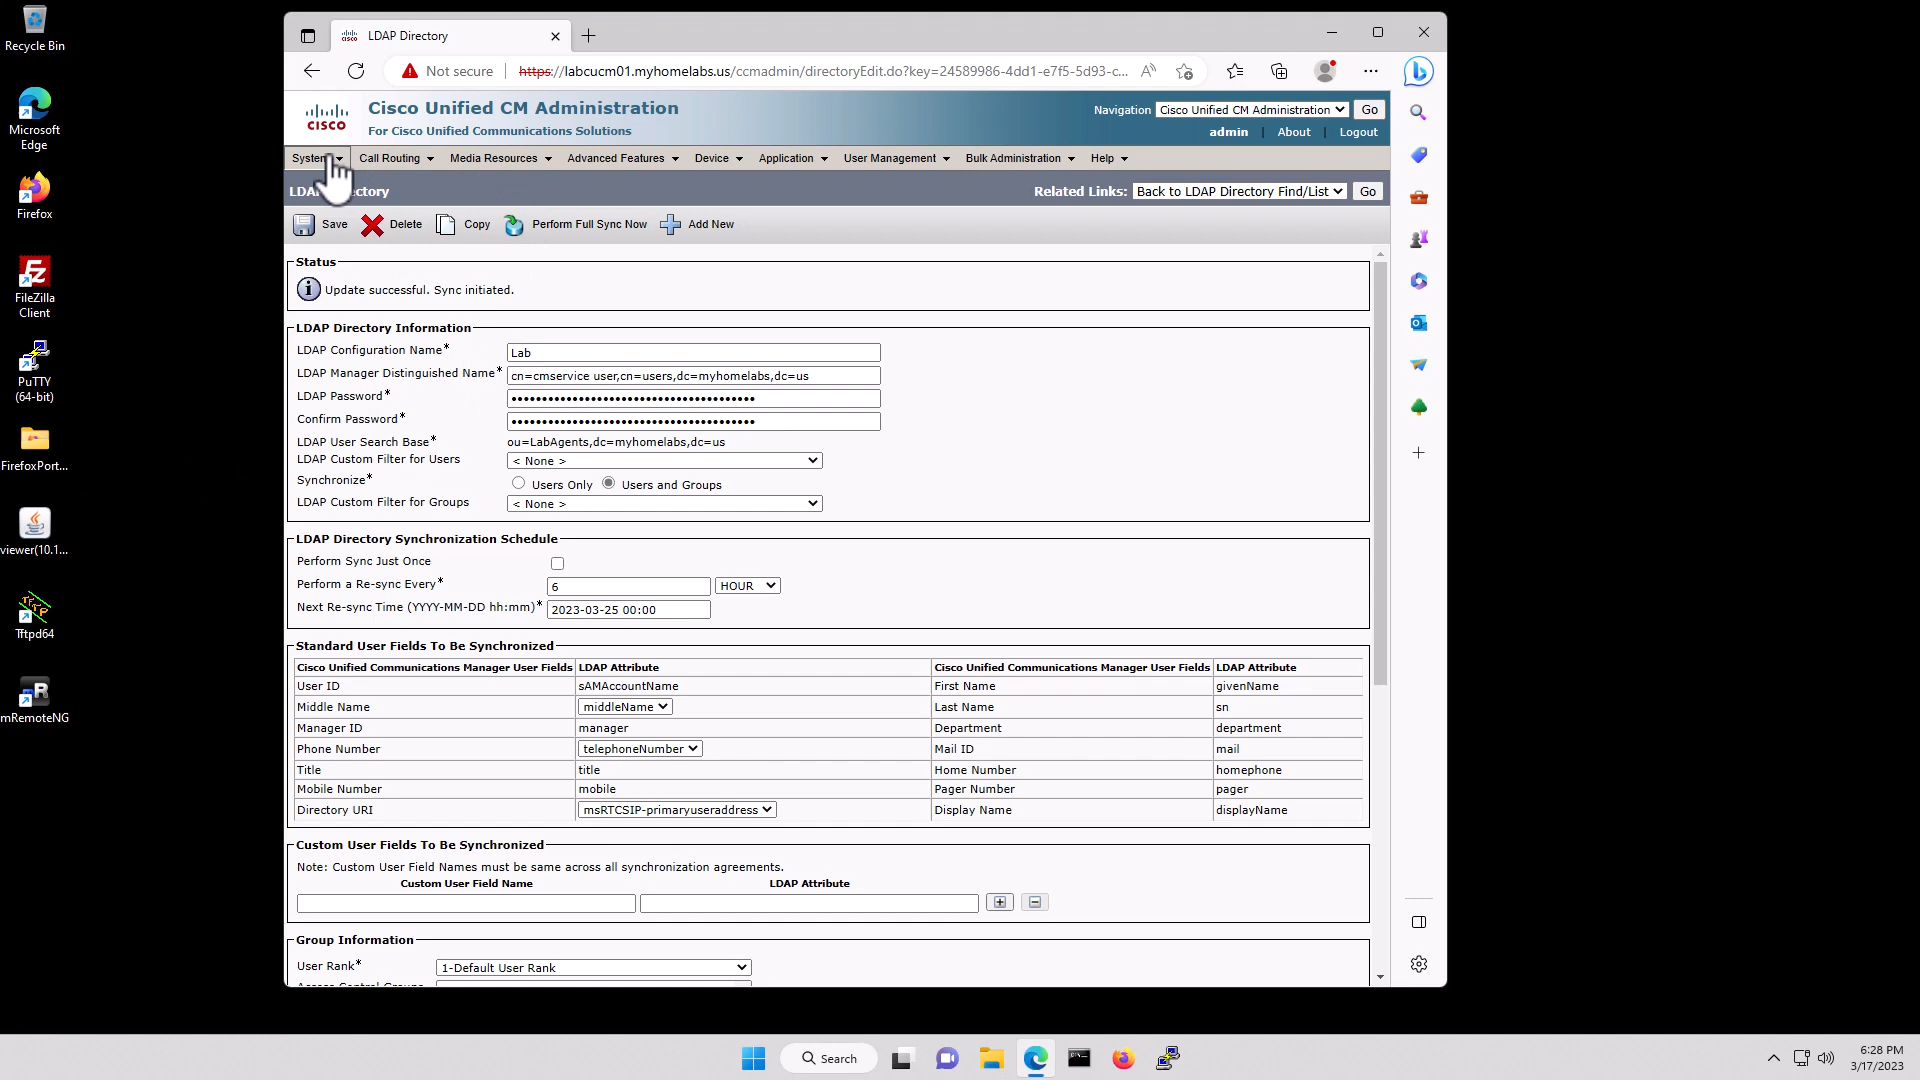 Recycle Bin
Microsoft
Edge
Firefox
FileZilla
Client
PuTTY
(64-bit)
FirefoxPort...
viewer(10.1...
Tftpd64
mRemoteNG
LDAP Directory
Not secure
https://labcucm01.myhomelabs.us/ccmadmin/directoryEdit.do?key=24589986-4dd1-e7f5-5d93-c...
CISCO
Cisco Unified CM Administration
For Cisco Unified Communications Solutions
Navigation Cisco Unified CM Administration Go
admin | About | Logout
System Call Routing Media Resources Advanced Features Device Application User Management Bulk Administration Help
Related Links: Back to LDAP Directory Find/List Go
Save Delete Copy Perform Full Sync Now Add New
Status
Update successful. Sync initiated.
LDAP Directory Information
LDAP Configuration Name* Lab
LDAP Manager Distinguished Name* cn=cmservice user,cn=users,dc=myhomelabs,dc=us
LDAP Password*
Confirm Password*
LDAP User Search Base* ou=LabAgents,dc=myhomelabs,dc=us
LDAP Custom Filter for Users < None >
Synchronize* Users Only Users and Groups
LDAP Custom Filter for Groups < None >
LDAP Directory Synchronization Schedule
Perform Sync Just Once
Perform a Re-sync Every* 6 HOUR
Next Re-sync Time (YYYY-MM-DD hh:mm)* 2023-03-25 00:00
Standard User Fields To Be Synchronized
Cisco Unified Communications Manager User Fields LDAP Attribute Cisco Unified Communications Manager User Fields LDAP Attribute
User ID sAMAccountName First Name givenName
Middle Name middleName Last Name sn
Manager ID manager Department department
Phone Number telephoneNumber Mail ID mail
Title title Home Number homephone
Mobile Number mobile Pager Number pager
Directory URI msRTCSIP-primaryuseraddress Display Name displayName
Custom User Fields To Be Synchronized
Note: Custom User Field Names must be same across all synchronization agreements.
Custom User Field Name LDAP Attribute
Group Information
User Rank* 1-Default User Rank
Search
6:28 PM
3/17/2023